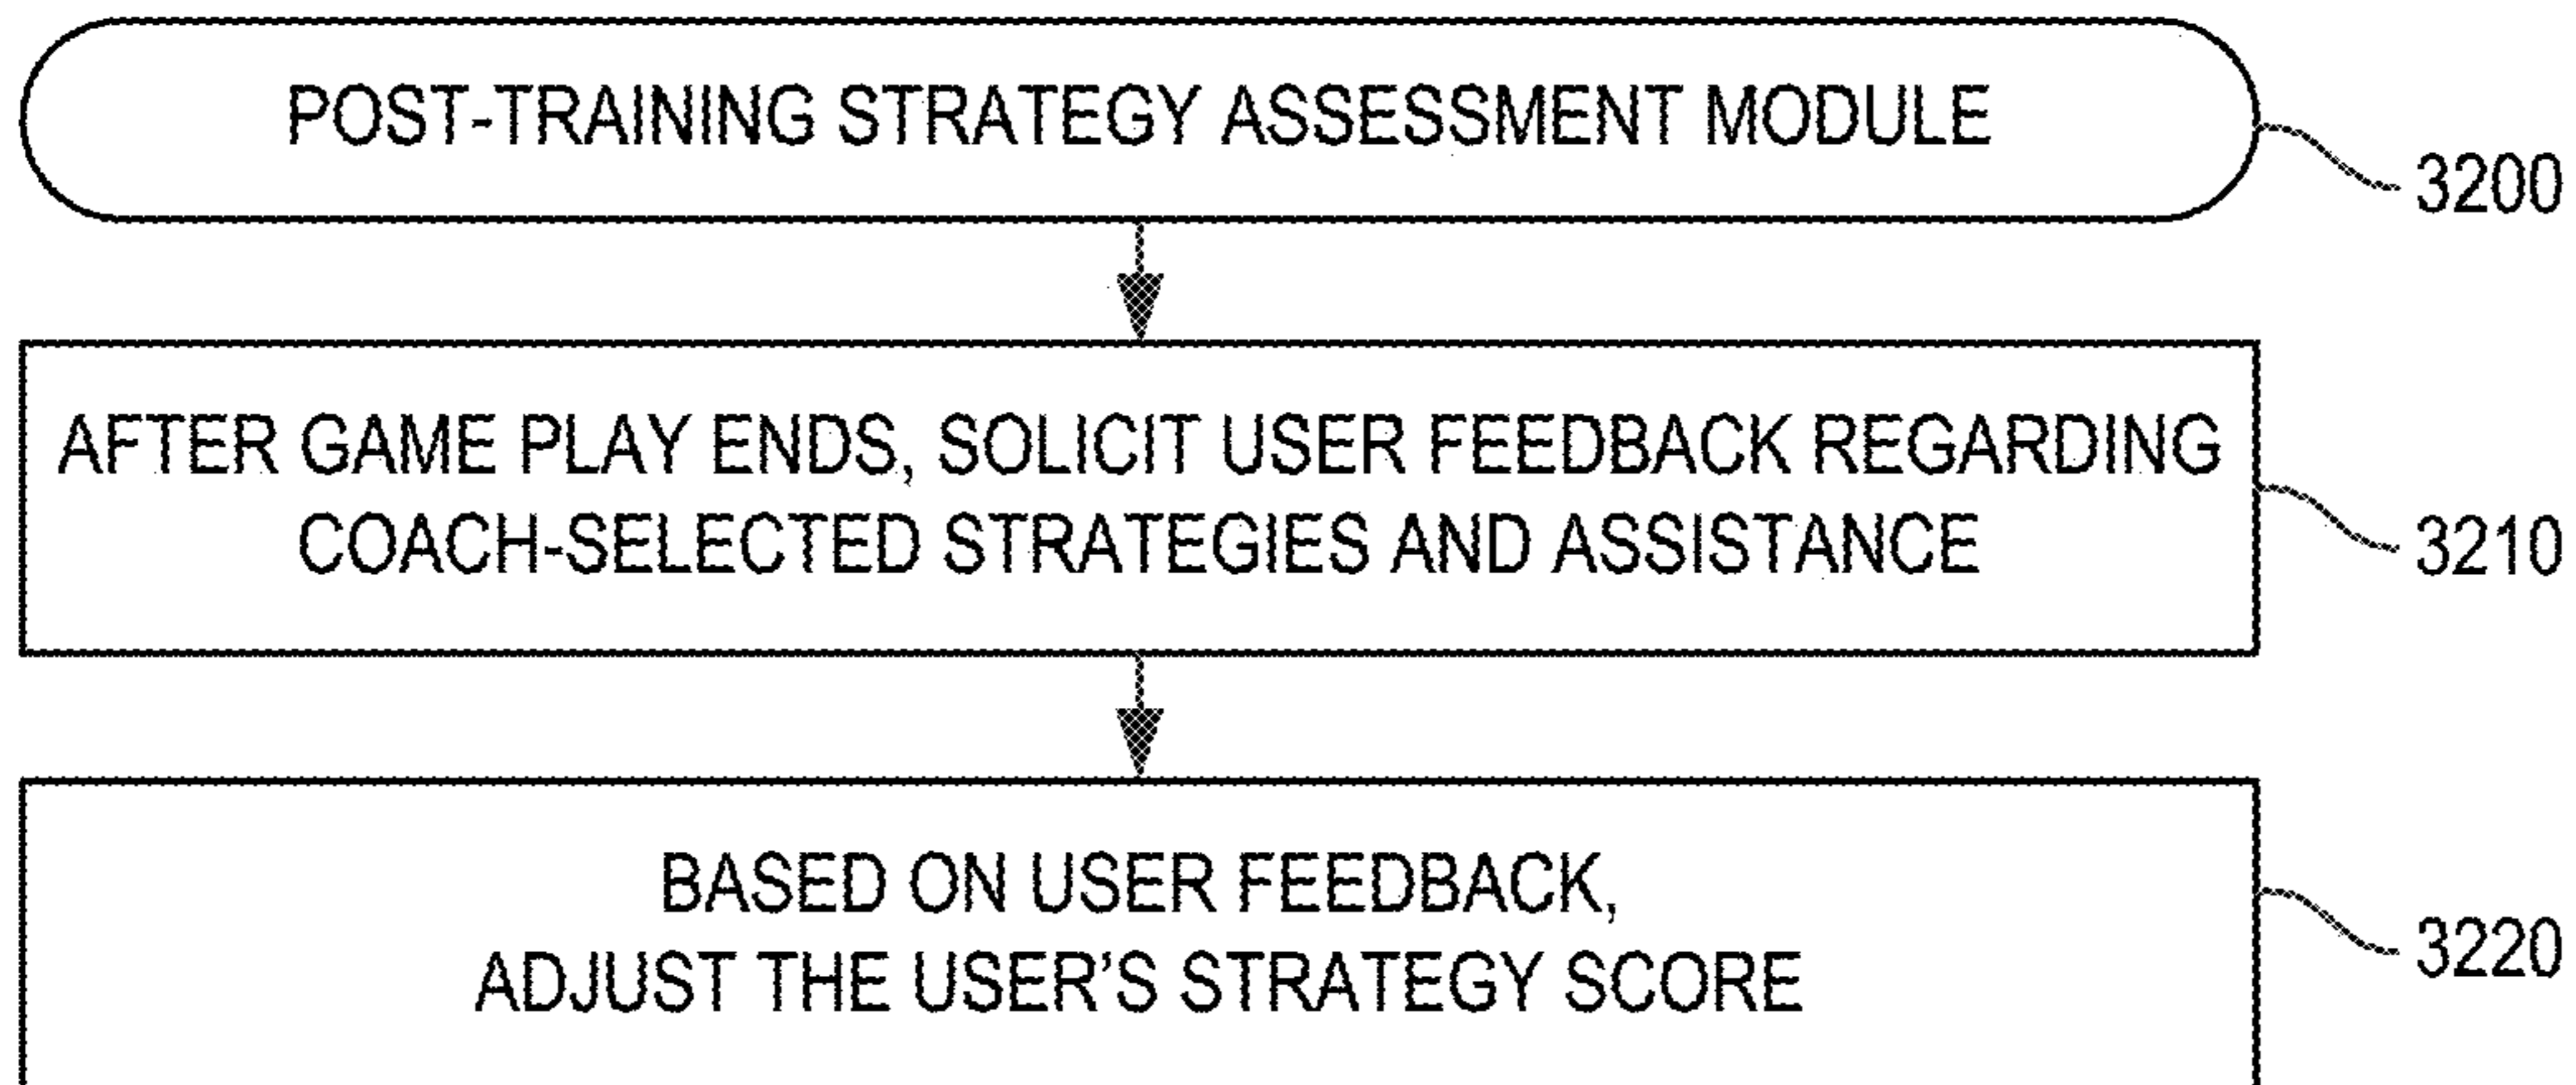 POST-TRAINING STRATEGY ASSESSMENT MODULE
3200
AFTER GAME PLAY ENDS, SOLICIT USER FEEDBACK REGARDING
COACH-SELECTED STRATEGIES AND ASSISTANCE
3210
BASED ON USER FEEDBACK,
ADJUST THE USER'S STRATEGY SCORE
3220